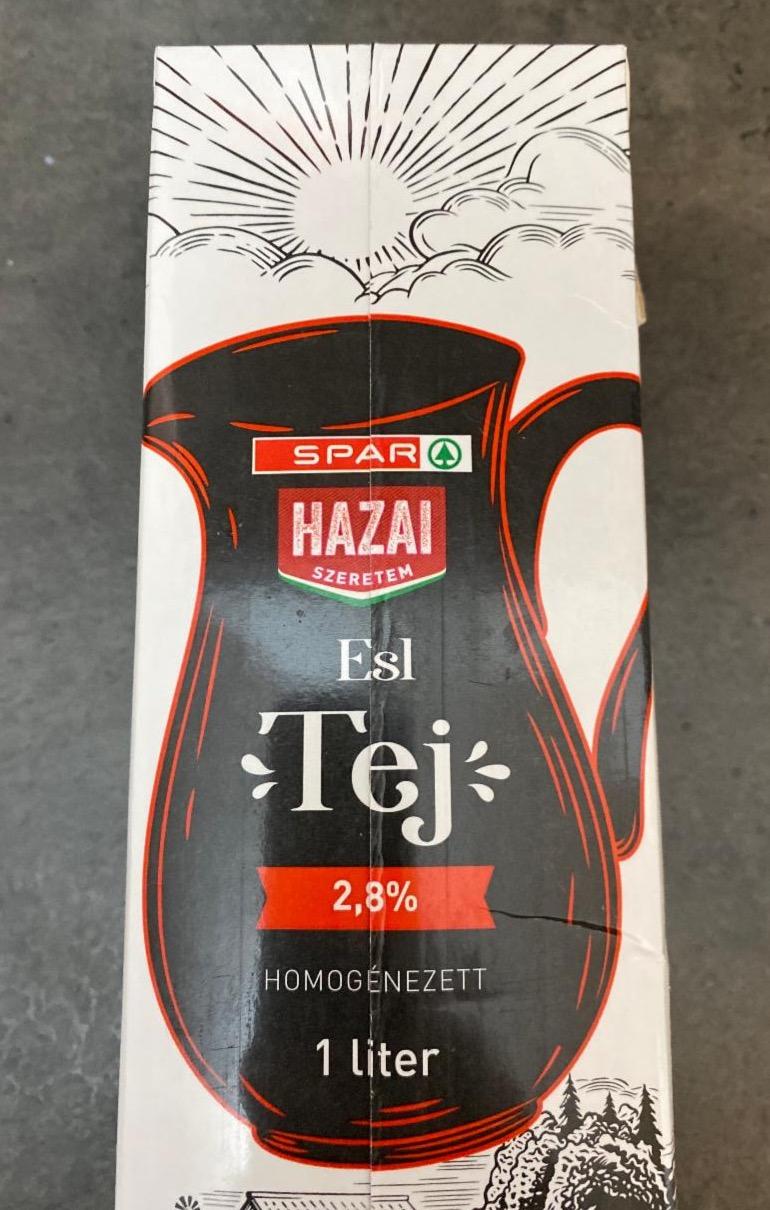 SPAR
HAZAI
SZERETEM
Esl
Tej
2,8%
HOMOGÉNEZETT
1 liter